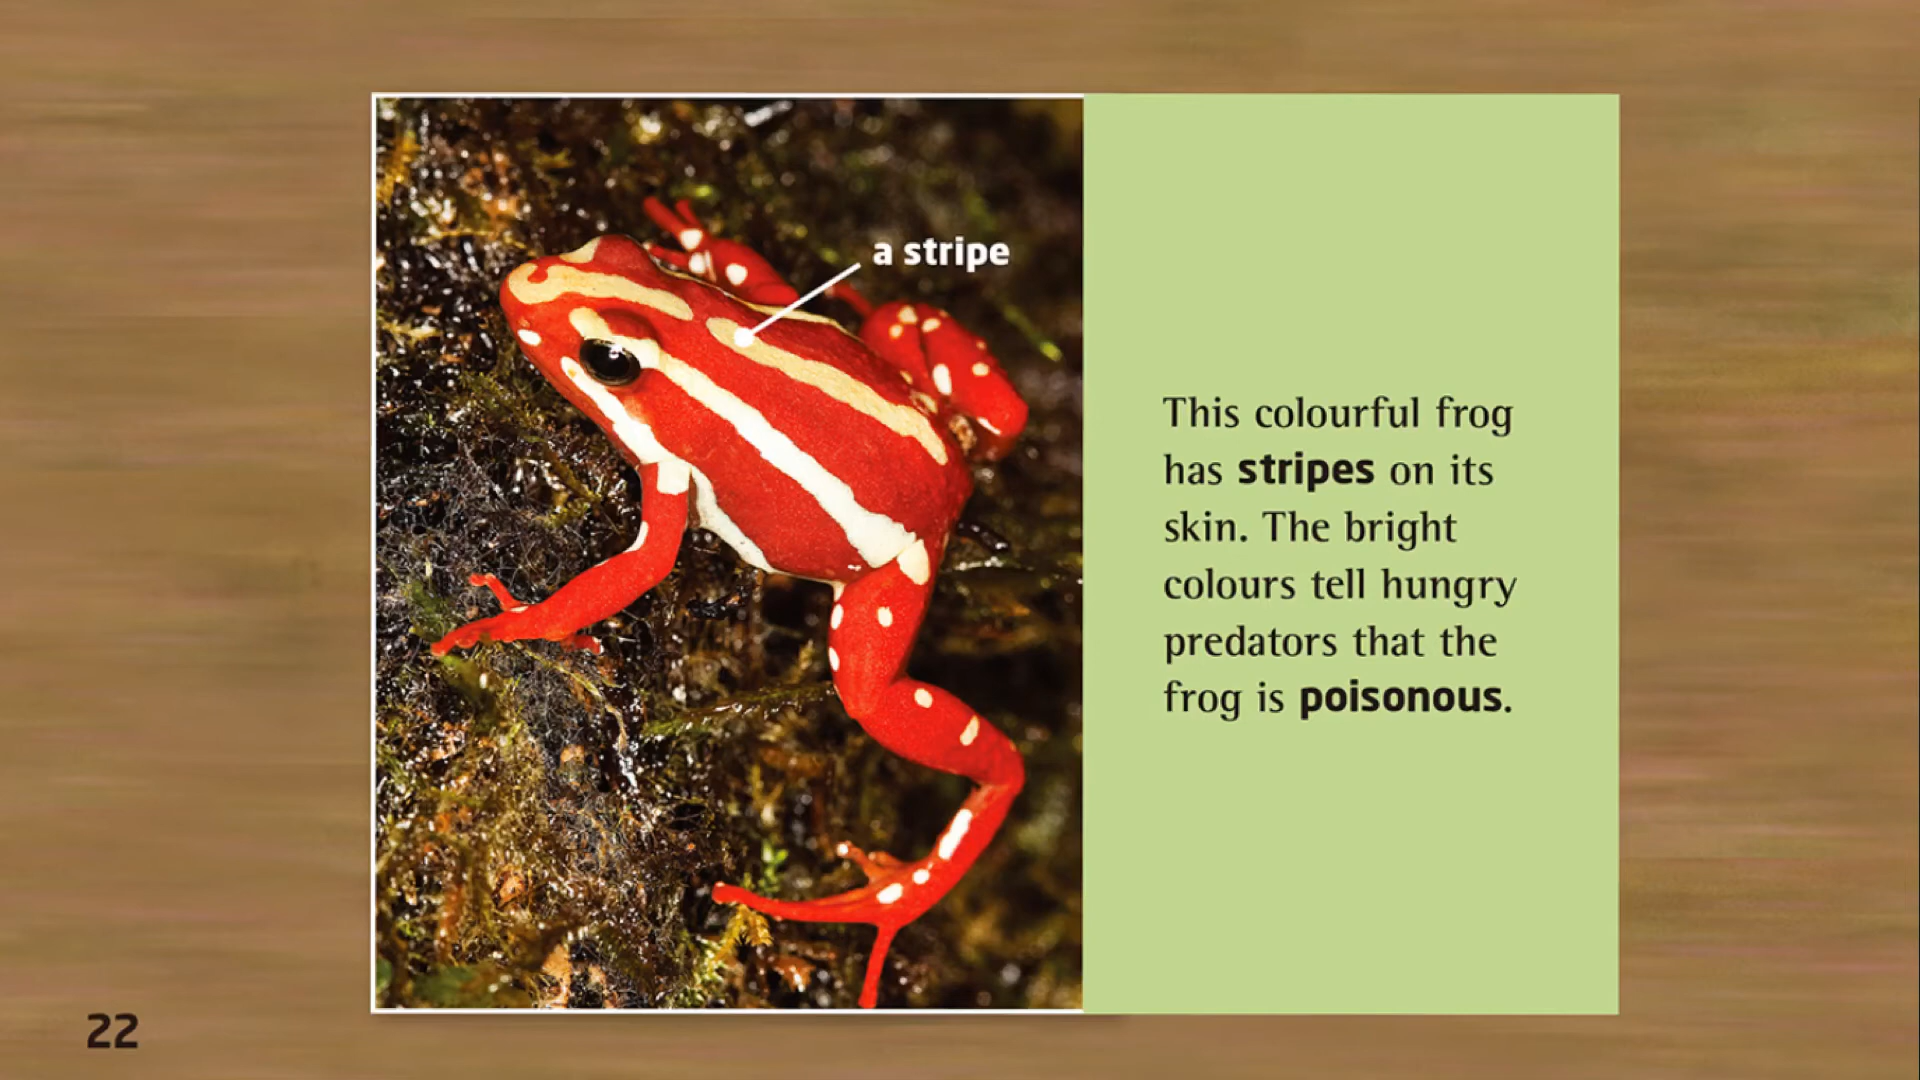 a stripe
This colourful frog
has stripes on its
skin. The bright
colours tell hungry
predators that the
frog is poisonous.
22